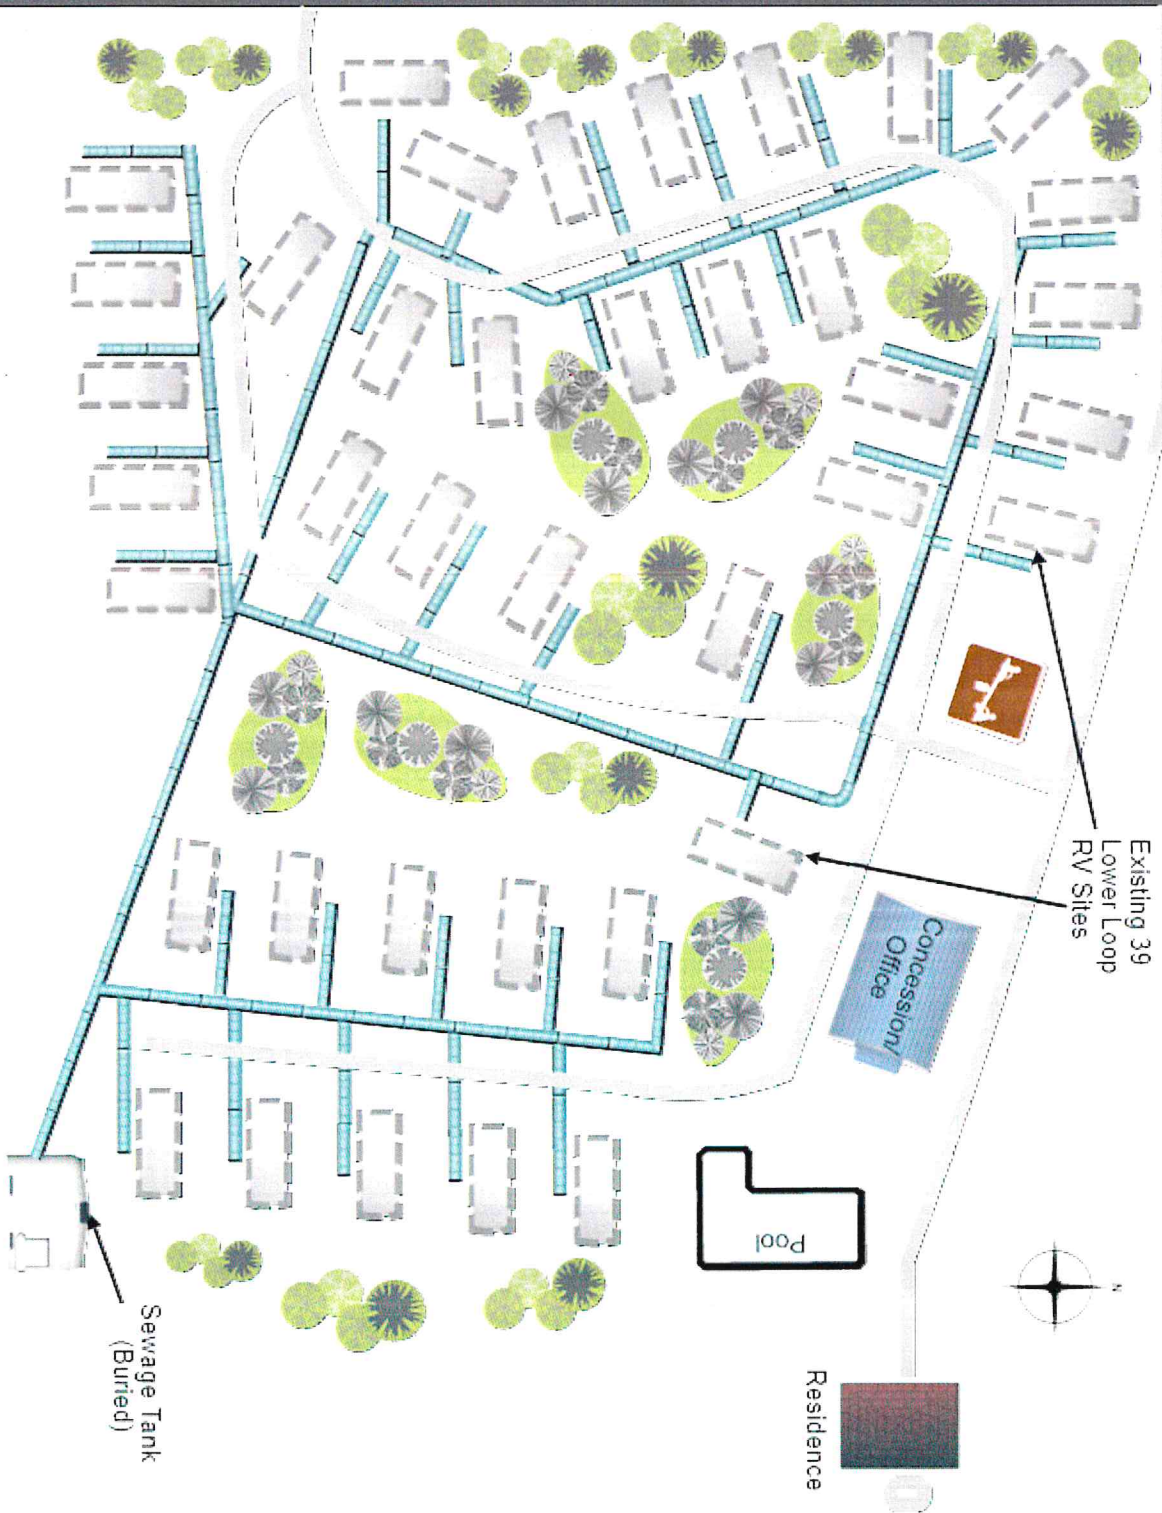 Existing 39
Lower Loop
RV Sites
Concession/
Office
Pool
N
Residence
Sewage Tank
(Buried)